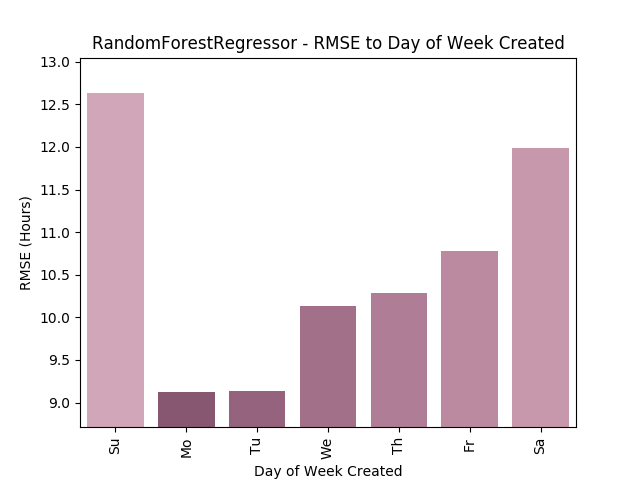 RandomForestRegressor - RMSE to Day of Week Created
RMSE (Hours)
13.0
12.5
12.0
11.5
11.0
10.5
10.0
9.5
9.0
Su
Mo
Tu
We
Th
Fr
Sa
Day of Week Created